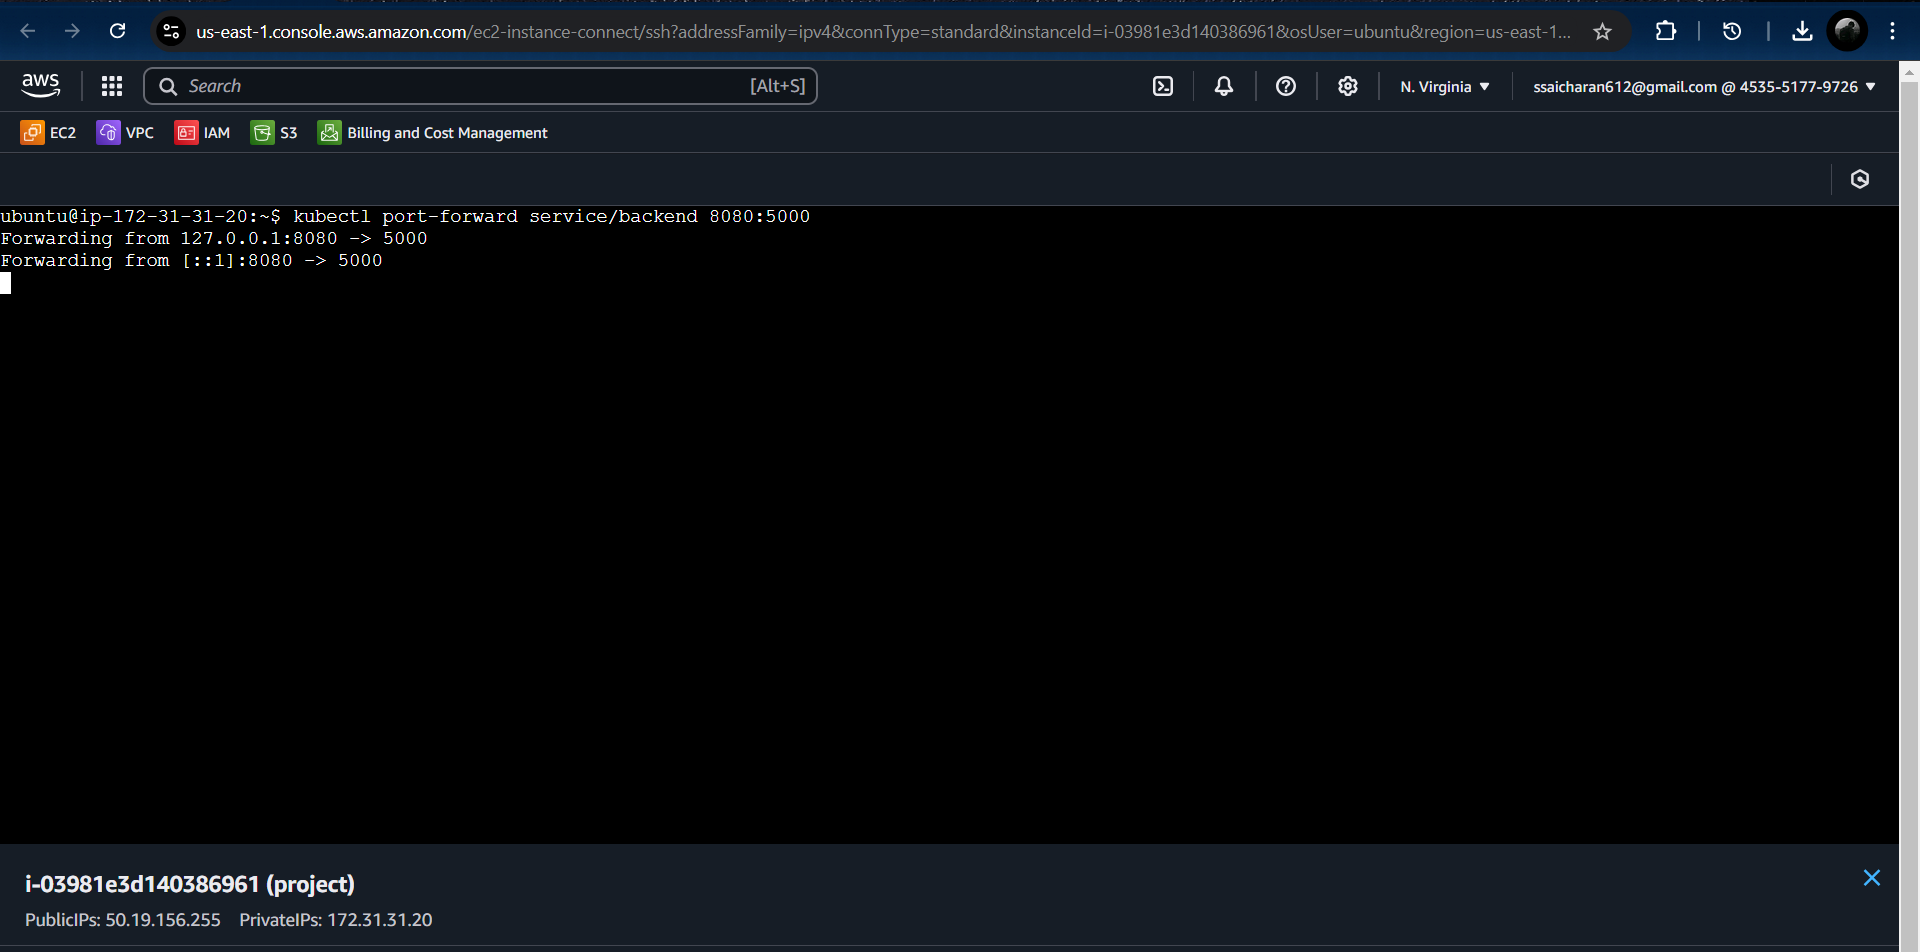 us-east-1.console.aws.amazon.com/ec2-instance-connect/ssh?addressFamily=ipv4&connType=standard&instanceId=i-03981e3d140386961&osUser=ubuntu&region=us-east-1...
aws Search [Alt+S] N. Virginia ssaicharan612@gmail.com @ 4535-5177-9726
EC2 VPC IAM S3 Billing and Cost Management
ubuntu@ip-172-31-31-20:~$ kubectl port-forward service/backend 8080:5000
Forwarding from 127.0.0.1:8080 -> 5000
Forwarding from [::1]:8080 -> 5000
i-03981e3d140386961 (project)
PublicIPs: 50.19.156.255 PrivateIPs: 172.31.31.20